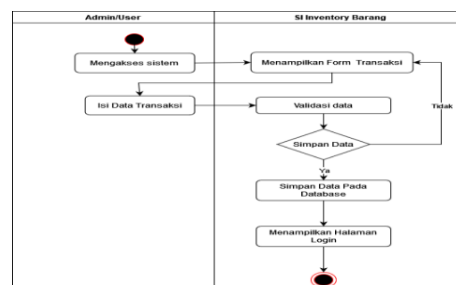 Admin/User
SI Inventory Barang
Mengakses sistem
Menampilkan Form Transaksi
Isi Data Transaksi
Validasi data
Tidak
Simpan Data
Ya
Simpan Data Pada
Database
Menampilkan Halaman
Login